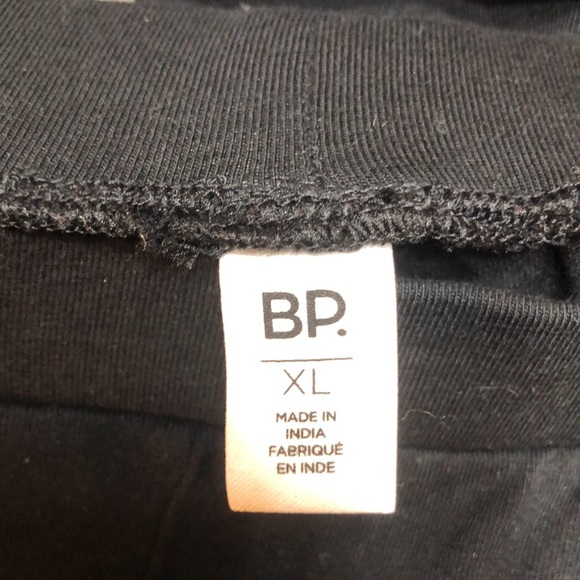 BP.
XL
MADE IN
INDIA
FABRIQUÉ
EN INDE